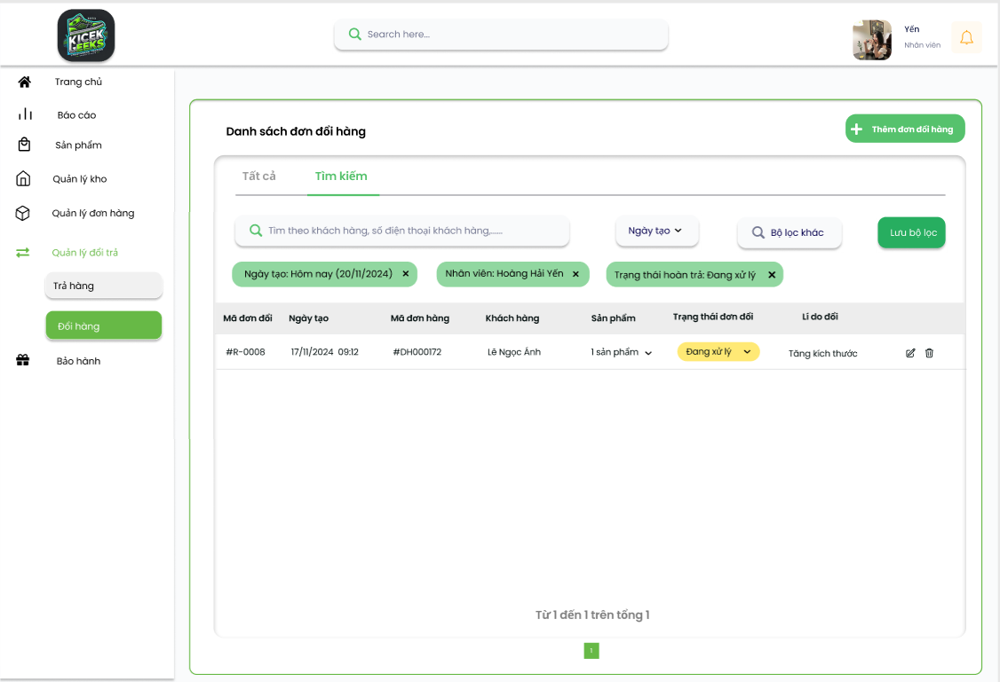 KICEK
GEEKS
Search here...
Yến
Nhân viên
Trang chủ
Báo cáo
Sản phẩm
Quản lý kho
Quản lý đơn hàng
Quản lý đổi trả
Trả hàng
Đổi hàng
Bảo hành
Danh sách đơn đổi hàng
Thêm đơn đổi hàng
Tất cả Tìm kiếm
Tìm theo khách hàng, số điện thoại khách hàng,...... Ngày tạo Bộ lọc khác Lưu bộ lọc
Ngày tạo: Hôm nay (20/11/2024) × Nhân viên: Hoàng Hải Yến × Trạng thái hoàn trả: Đang xử lý ×
Mã đơn đổi Ngày tạo Mã đơn hàng Khách hàng Sản phẩm Trạng thái đơn đổi Lí do đổi
#R-0008 17/11/2024 09:12 #DH000172 Lê Ngọc Ánh 1 sản phẩm Đang xử lý Tăng kích thước
Từ 1 đến 1 trên tổng 1
1